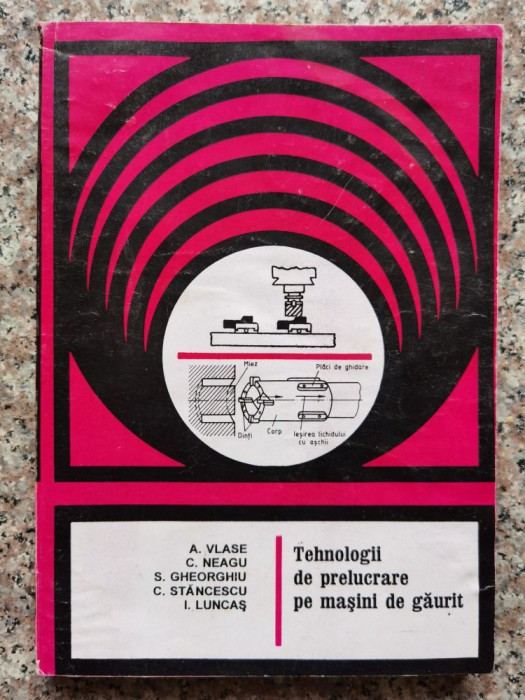 Miez
Plăci de ghidare
Dinți
Corp
Ieșirea lichidului
cu așchii
A. VLASE
C. NEAGU
S. GHEORGHIU
C. STĂNCESCU
I. LUNCAȘ
Tehnologii
de prelucrare
pe mașini de găurit